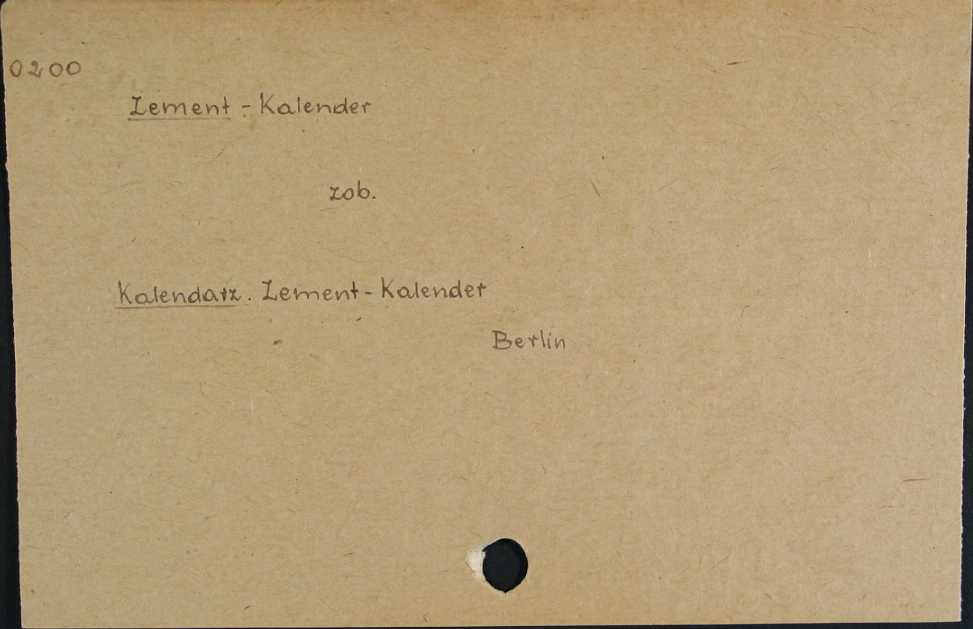 0200
Zement - Kalender
zob.
Kalendarz. Zement - Kalender
Berlin